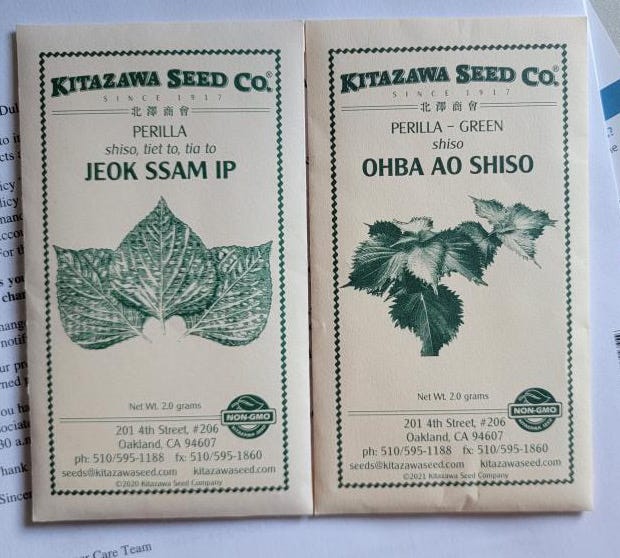 KITAZAWA SEED CO.®
SINCE 1917
北澤商會
PERILLA
shiso, tiet to, tia to
JEOK SSAM IP
Net Wt. 2.0 grams
NON-GMO
201 4th Street, #206
Oakland, CA 94607
ph: 510/595-1188 fx: 510/595-1860
seeds@kitazawaseed.com kitazawaseed.com
©2020 Kitazawa Seed Company
KITAZAWA SEED CO.®
SINCE 1917
北澤商會
PERILLA – GREEN
shiso
OHBA AO SHISO
Net Wt. 2.0 grams
NON-GMO
201 4th Street, #206
Oakland, CA 94607
ph: 510/595-1188 fx: 510/595-1860
seeds@kitazawaseed.com kitazawaseed.com
©2021 Kitazawa Seed Company
Care Team